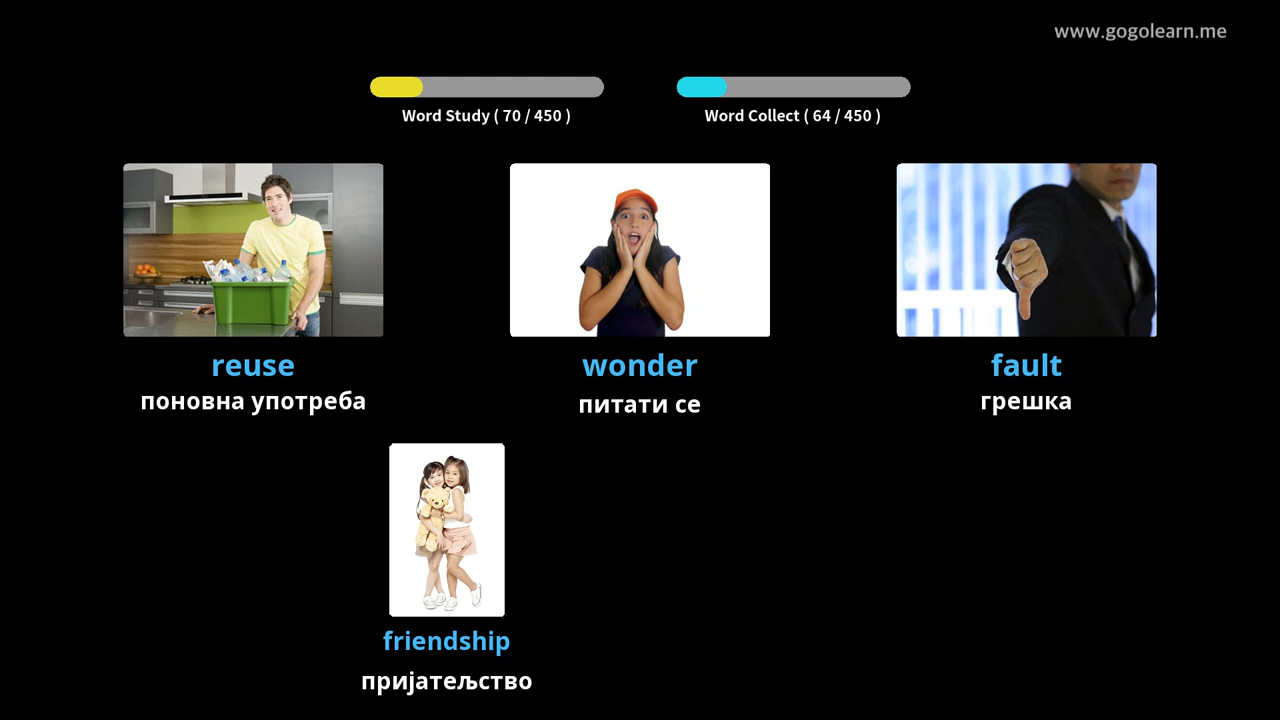 www.gogolearn.me
Word Study ( 70 / 450 )
Word Collect ( 64 / 450 )
reuse
поновна употреба
wonder
питати се
fault
грешка
friendship
пријатељство